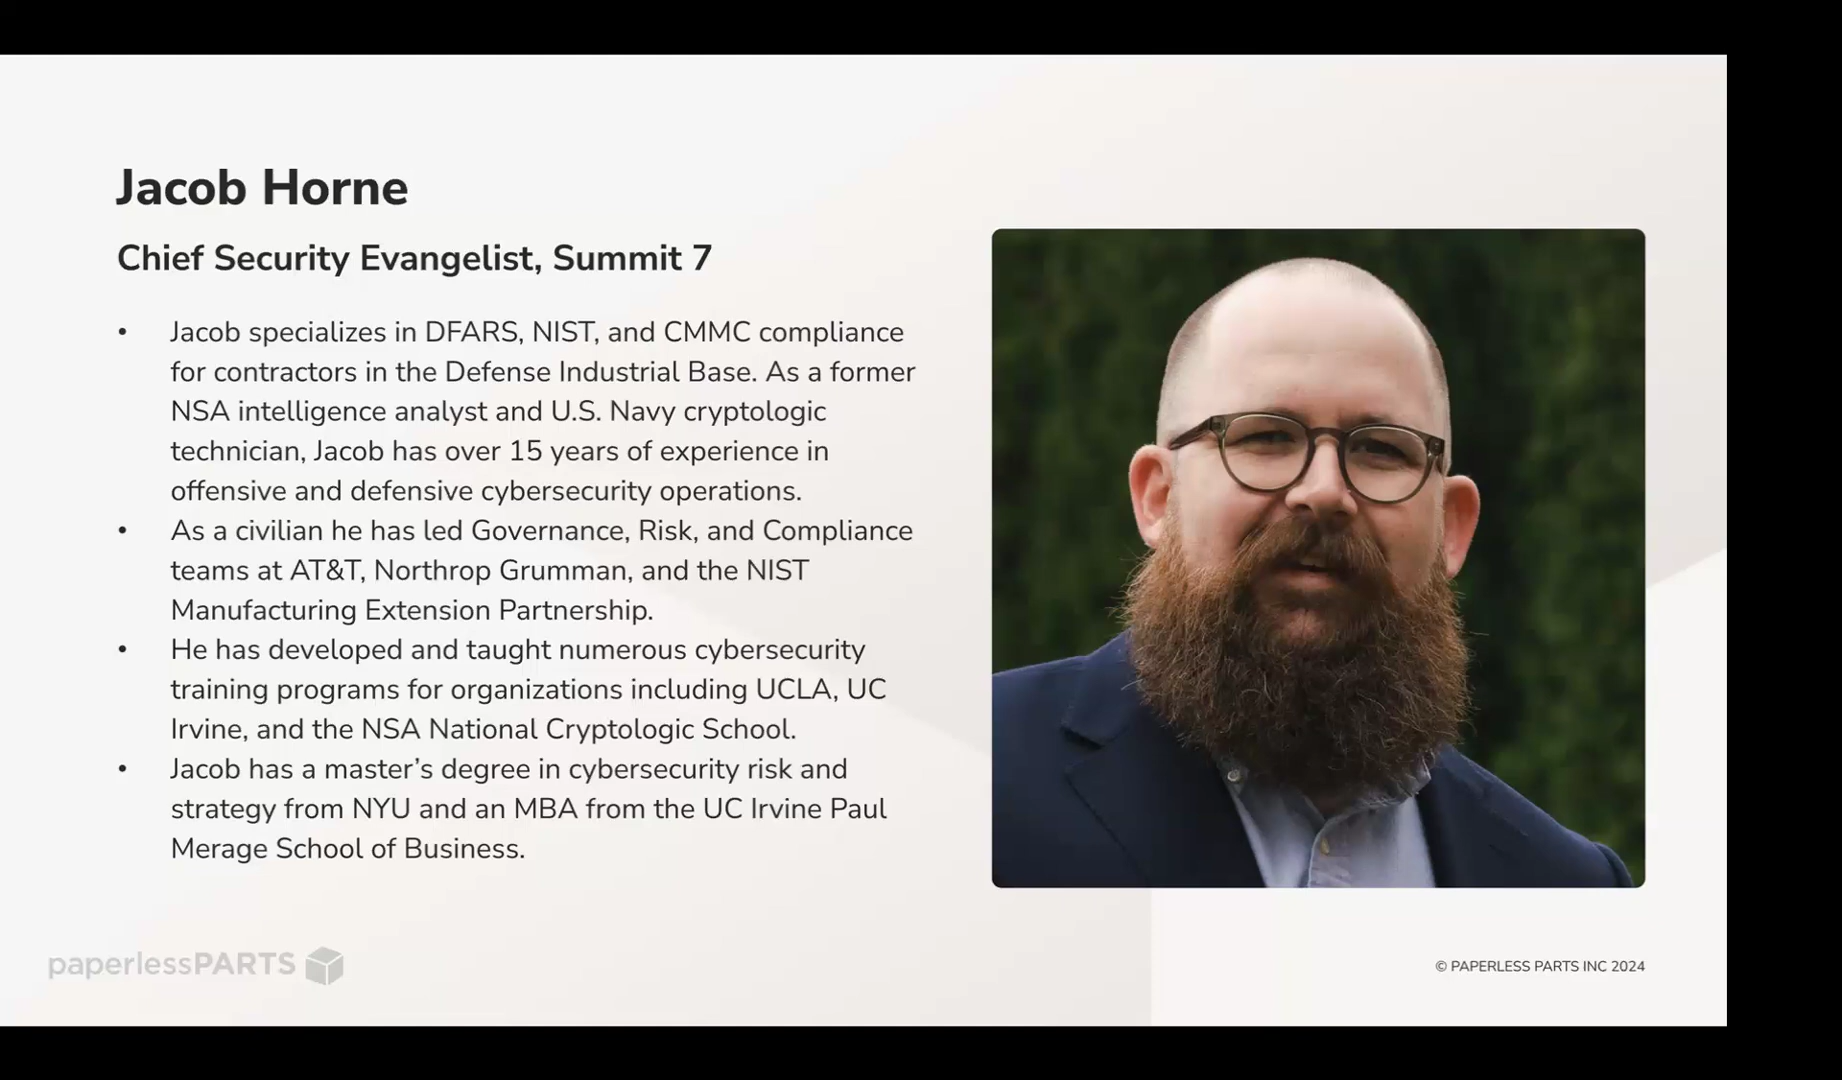 Jacob Horne
Chief Security Evangelist, Summit 7
• Jacob specializes in DFARS, NIST, and CMMC compliance
for contractors in the Defense Industrial Base. As a former
NSA intelligence analyst and U.S. Navy cryptologic
technician, Jacob has over 15 years of experience in
offensive and defensive cybersecurity operations.
• As a civilian he has led Governance, Risk, and Compliance
teams at AT&T, Northrop Grumman, and the NIST
Manufacturing Extension Partnership.
• He has developed and taught numerous cybersecurity
training programs for organizations including UCLA, UC
Irvine, and the NSA National Cryptologic School.
• Jacob has a master’s degree in cybersecurity risk and
strategy from NYU and an MBA from the UC Irvine Paul
Merage School of Business.
paperlessPARTS
© PAPERLESS PARTS INC 2024